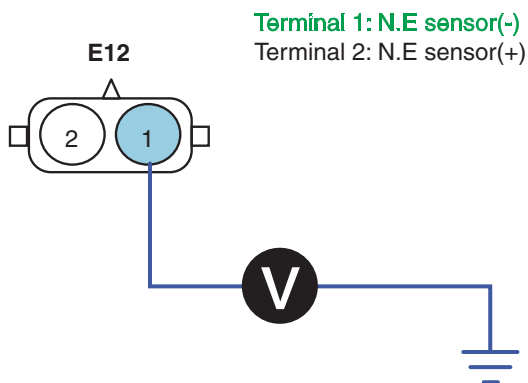 Terminal 1: N.E sensor(-)
Terminal 2: N.E sensor(+)
E12
2 1
V